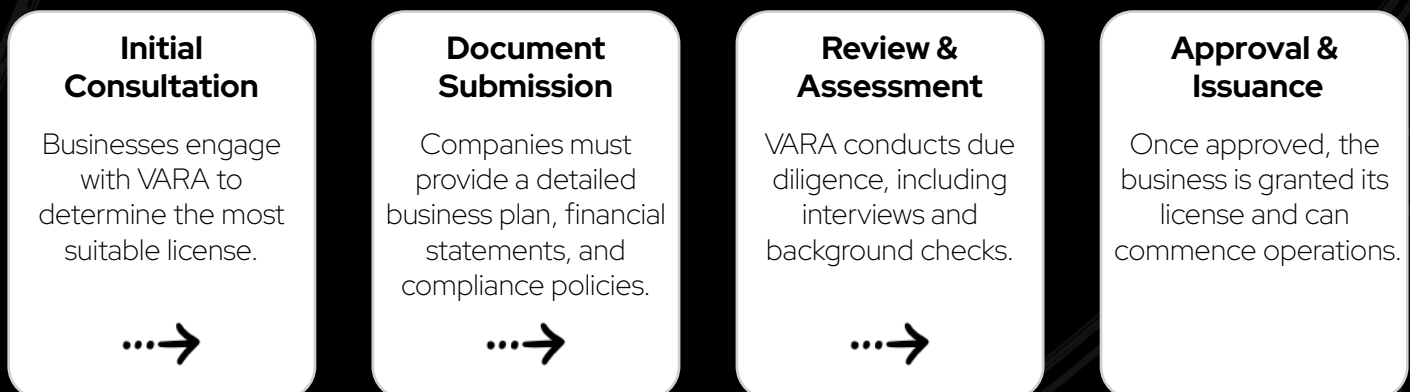 Initial
Consultation
Businesses engage
with VARA to
determine the most
suitable license.
Document
Submission
Companies must
provide a detailed
business plan, financial
statements, and
compliance policies.
Review &
Assessment
VARA conducts due
diligence, including
interviews and
background checks.
Approval &
Issuance
Once approved, the
business is granted its
license and can
commence operations.